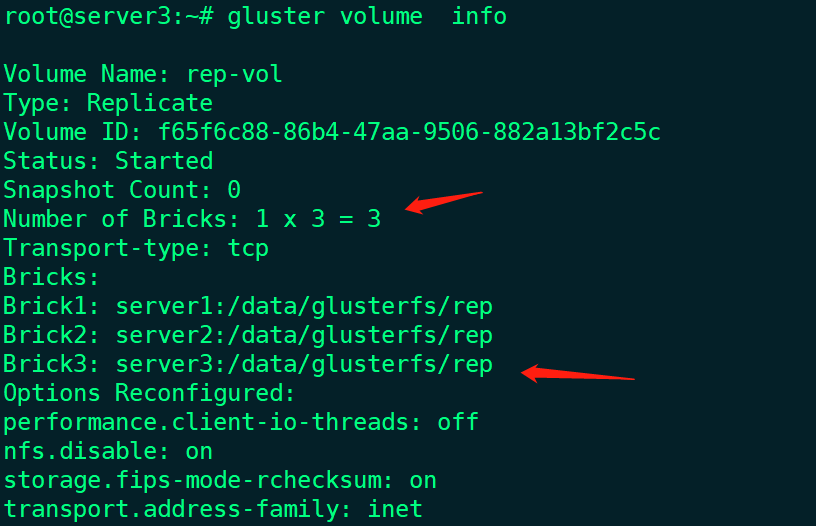 root@server3:~# gluster volume  info
Volume Name: rep-vol
Type: Replicate
Volume ID: f65f6c88-86b4-47aa-9506-882a13bf2c5c
Status: Started
Snapshot Count: 0
Number of Bricks: 1 x 3 = 3
Transport-type: tcp
Bricks:
Brick1: server1:/data/glusterfs/rep
Brick2: server2:/data/glusterfs/rep
Brick3: server3:/data/glusterfs/rep
Options Reconfigured:
performance.client-io-threads: off
nfs.disable: on
storage.fips-mode-rchecksum: on
transport.address-family: inet